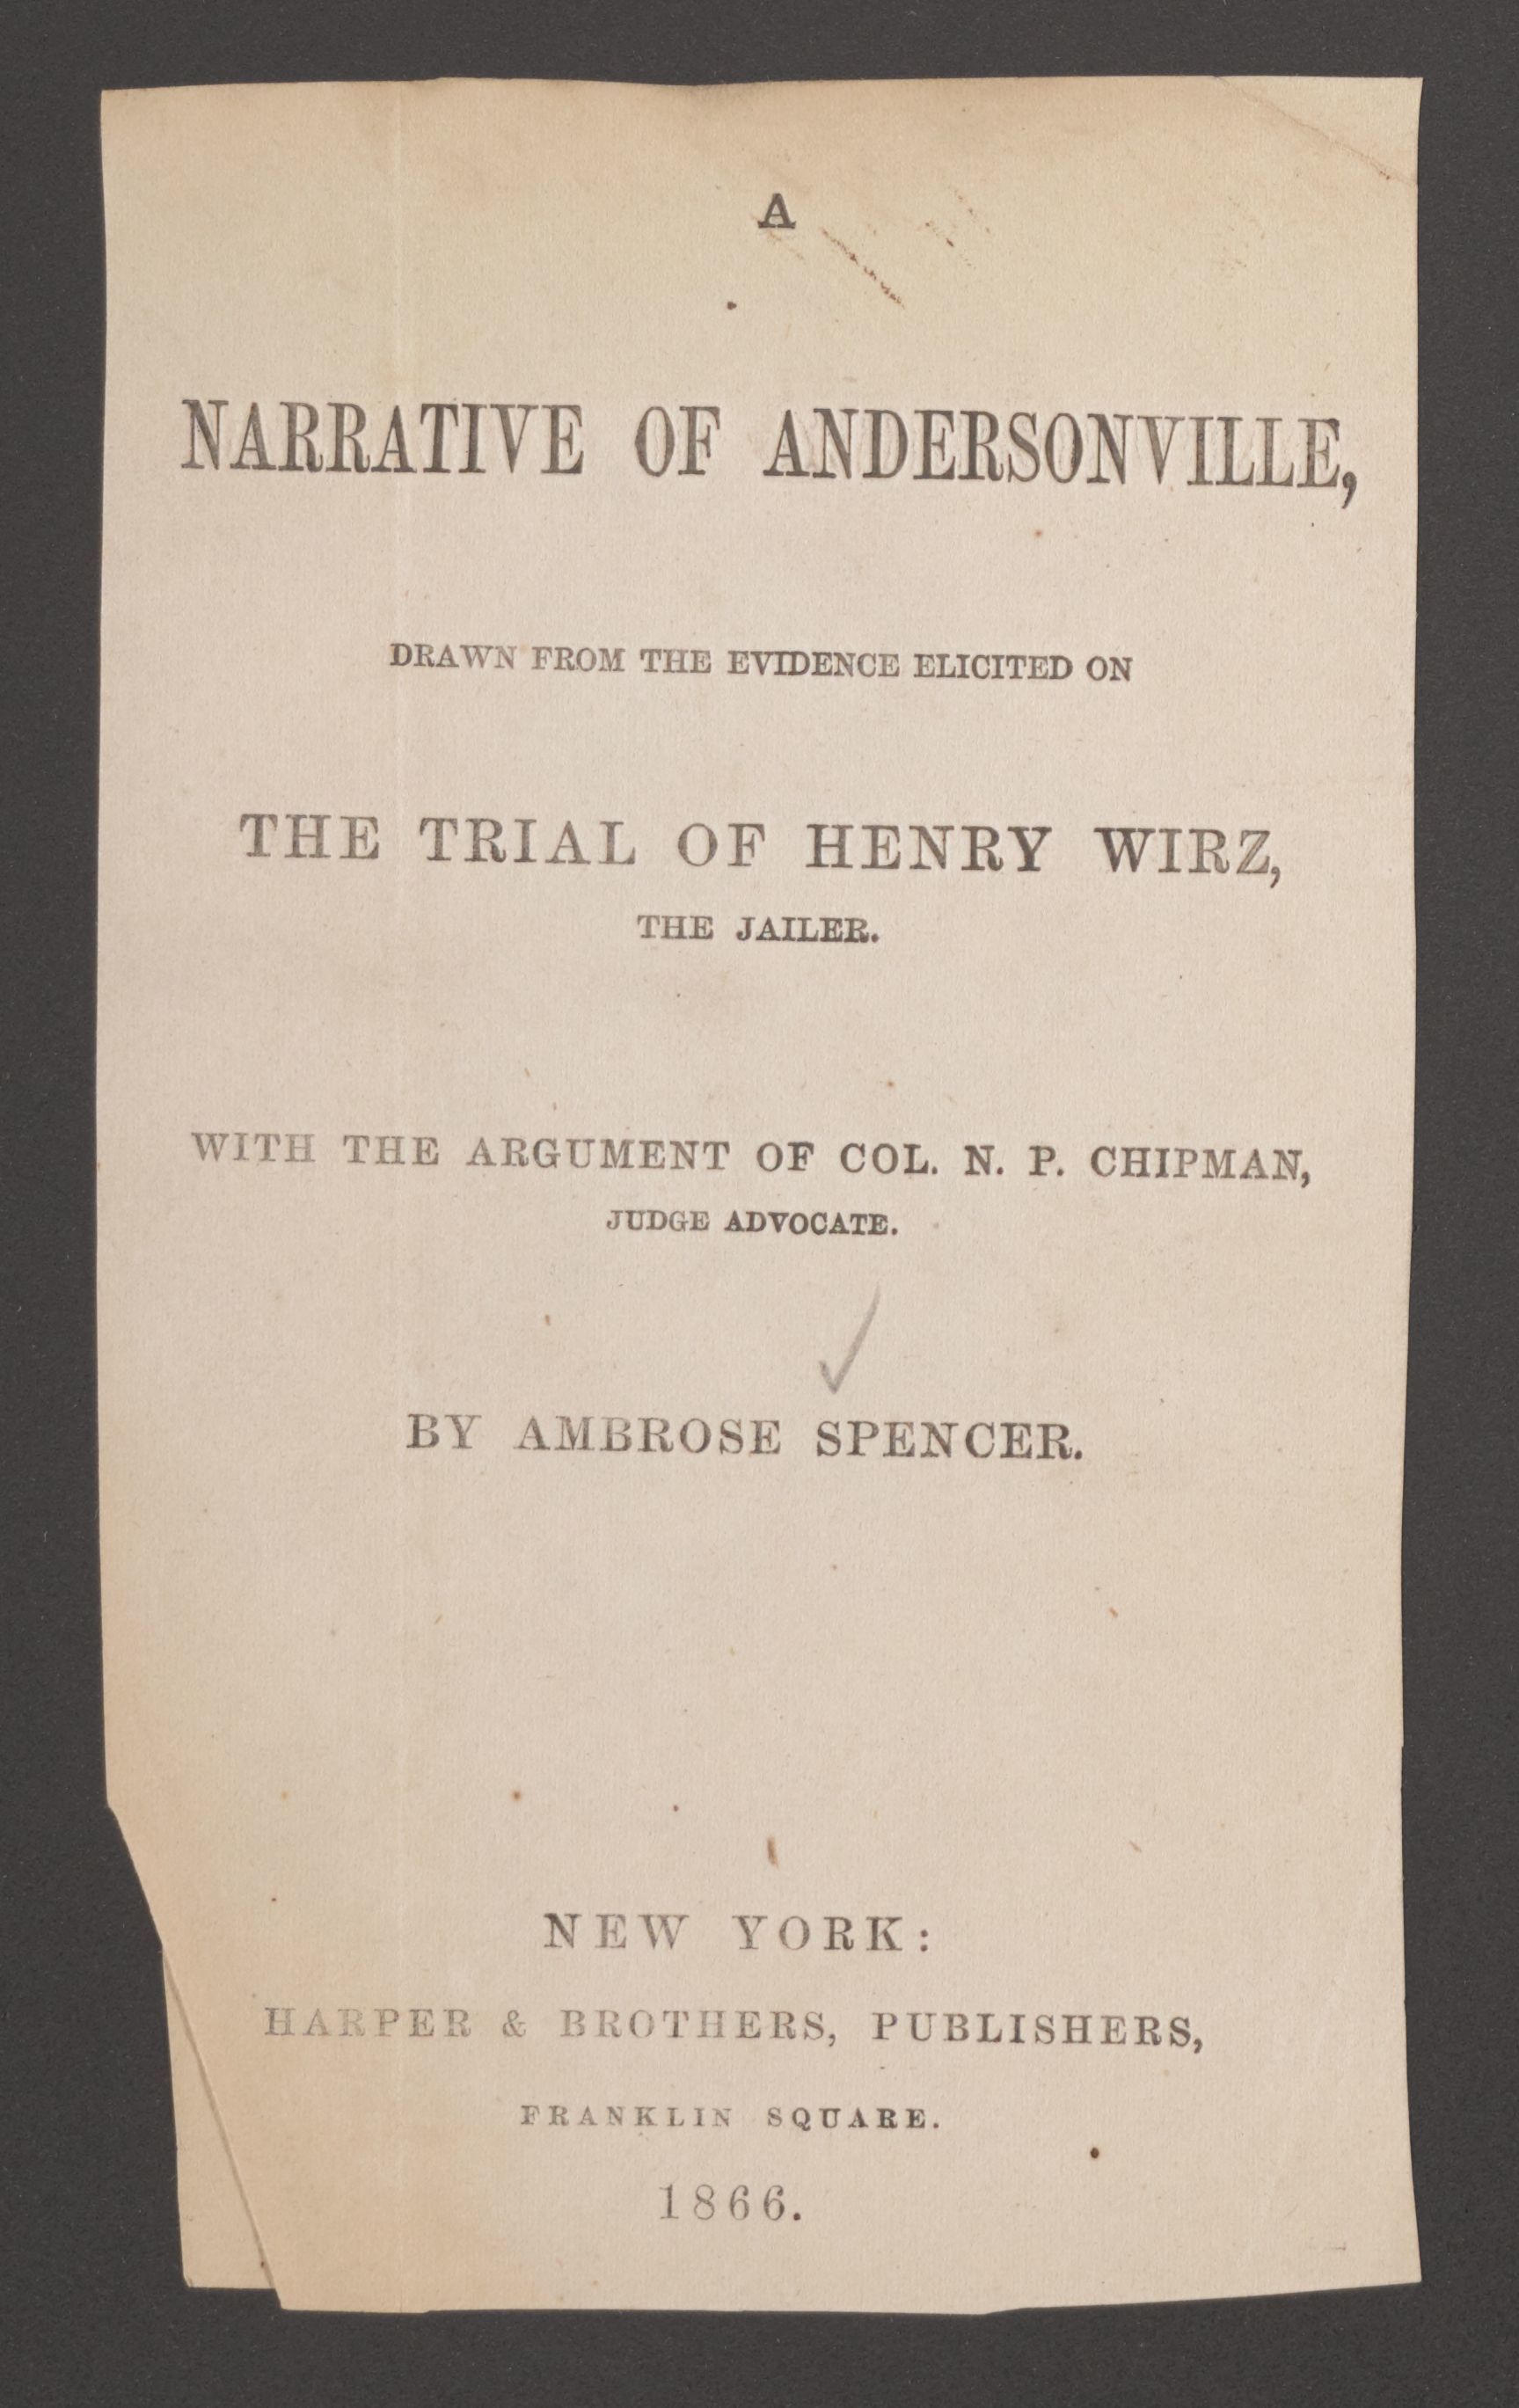 A
NARRATIVE OF ANDERSONVILLE,
DRAWN FROM THE EVIDENCE ELICITED ON
THE TRIAL OF HENRY WIRZ,
THE JAILER.
WITH THE ARGUMENT OF COL. N. P. CHIPMAN,
JUDGE ADVOCATE.
BY AMBROSE SPENCER.
NEW YORK:
HARPER & BROTHERS, PUBLISHERS,
FRANKLIN SQUARE.
1866.